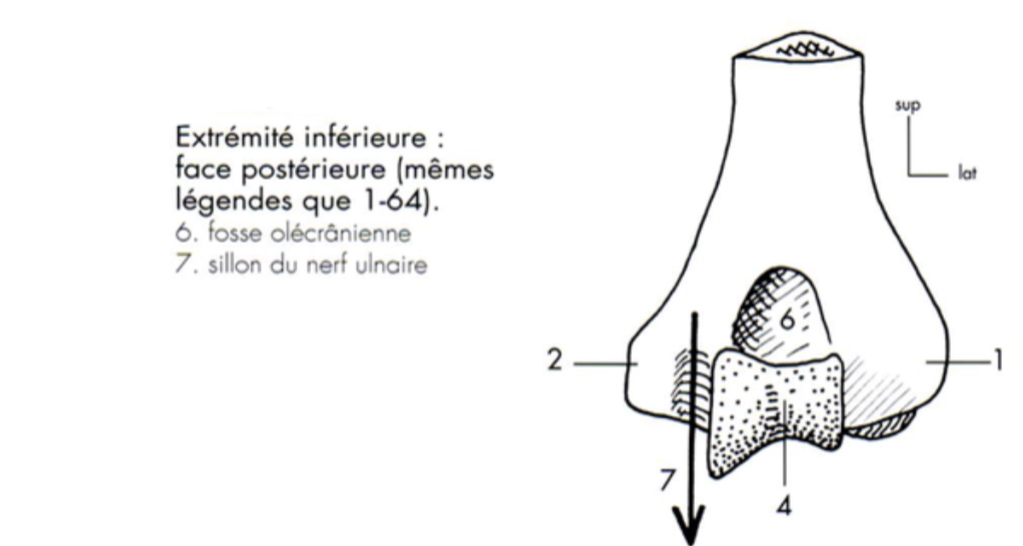 Extrémité inférieure :
face postérieure (mêmes
légendes que 1-64).
6. fosse olécrânienne
7. sillon du nerf ulnaire
sup
lat
6
2
1
7
4